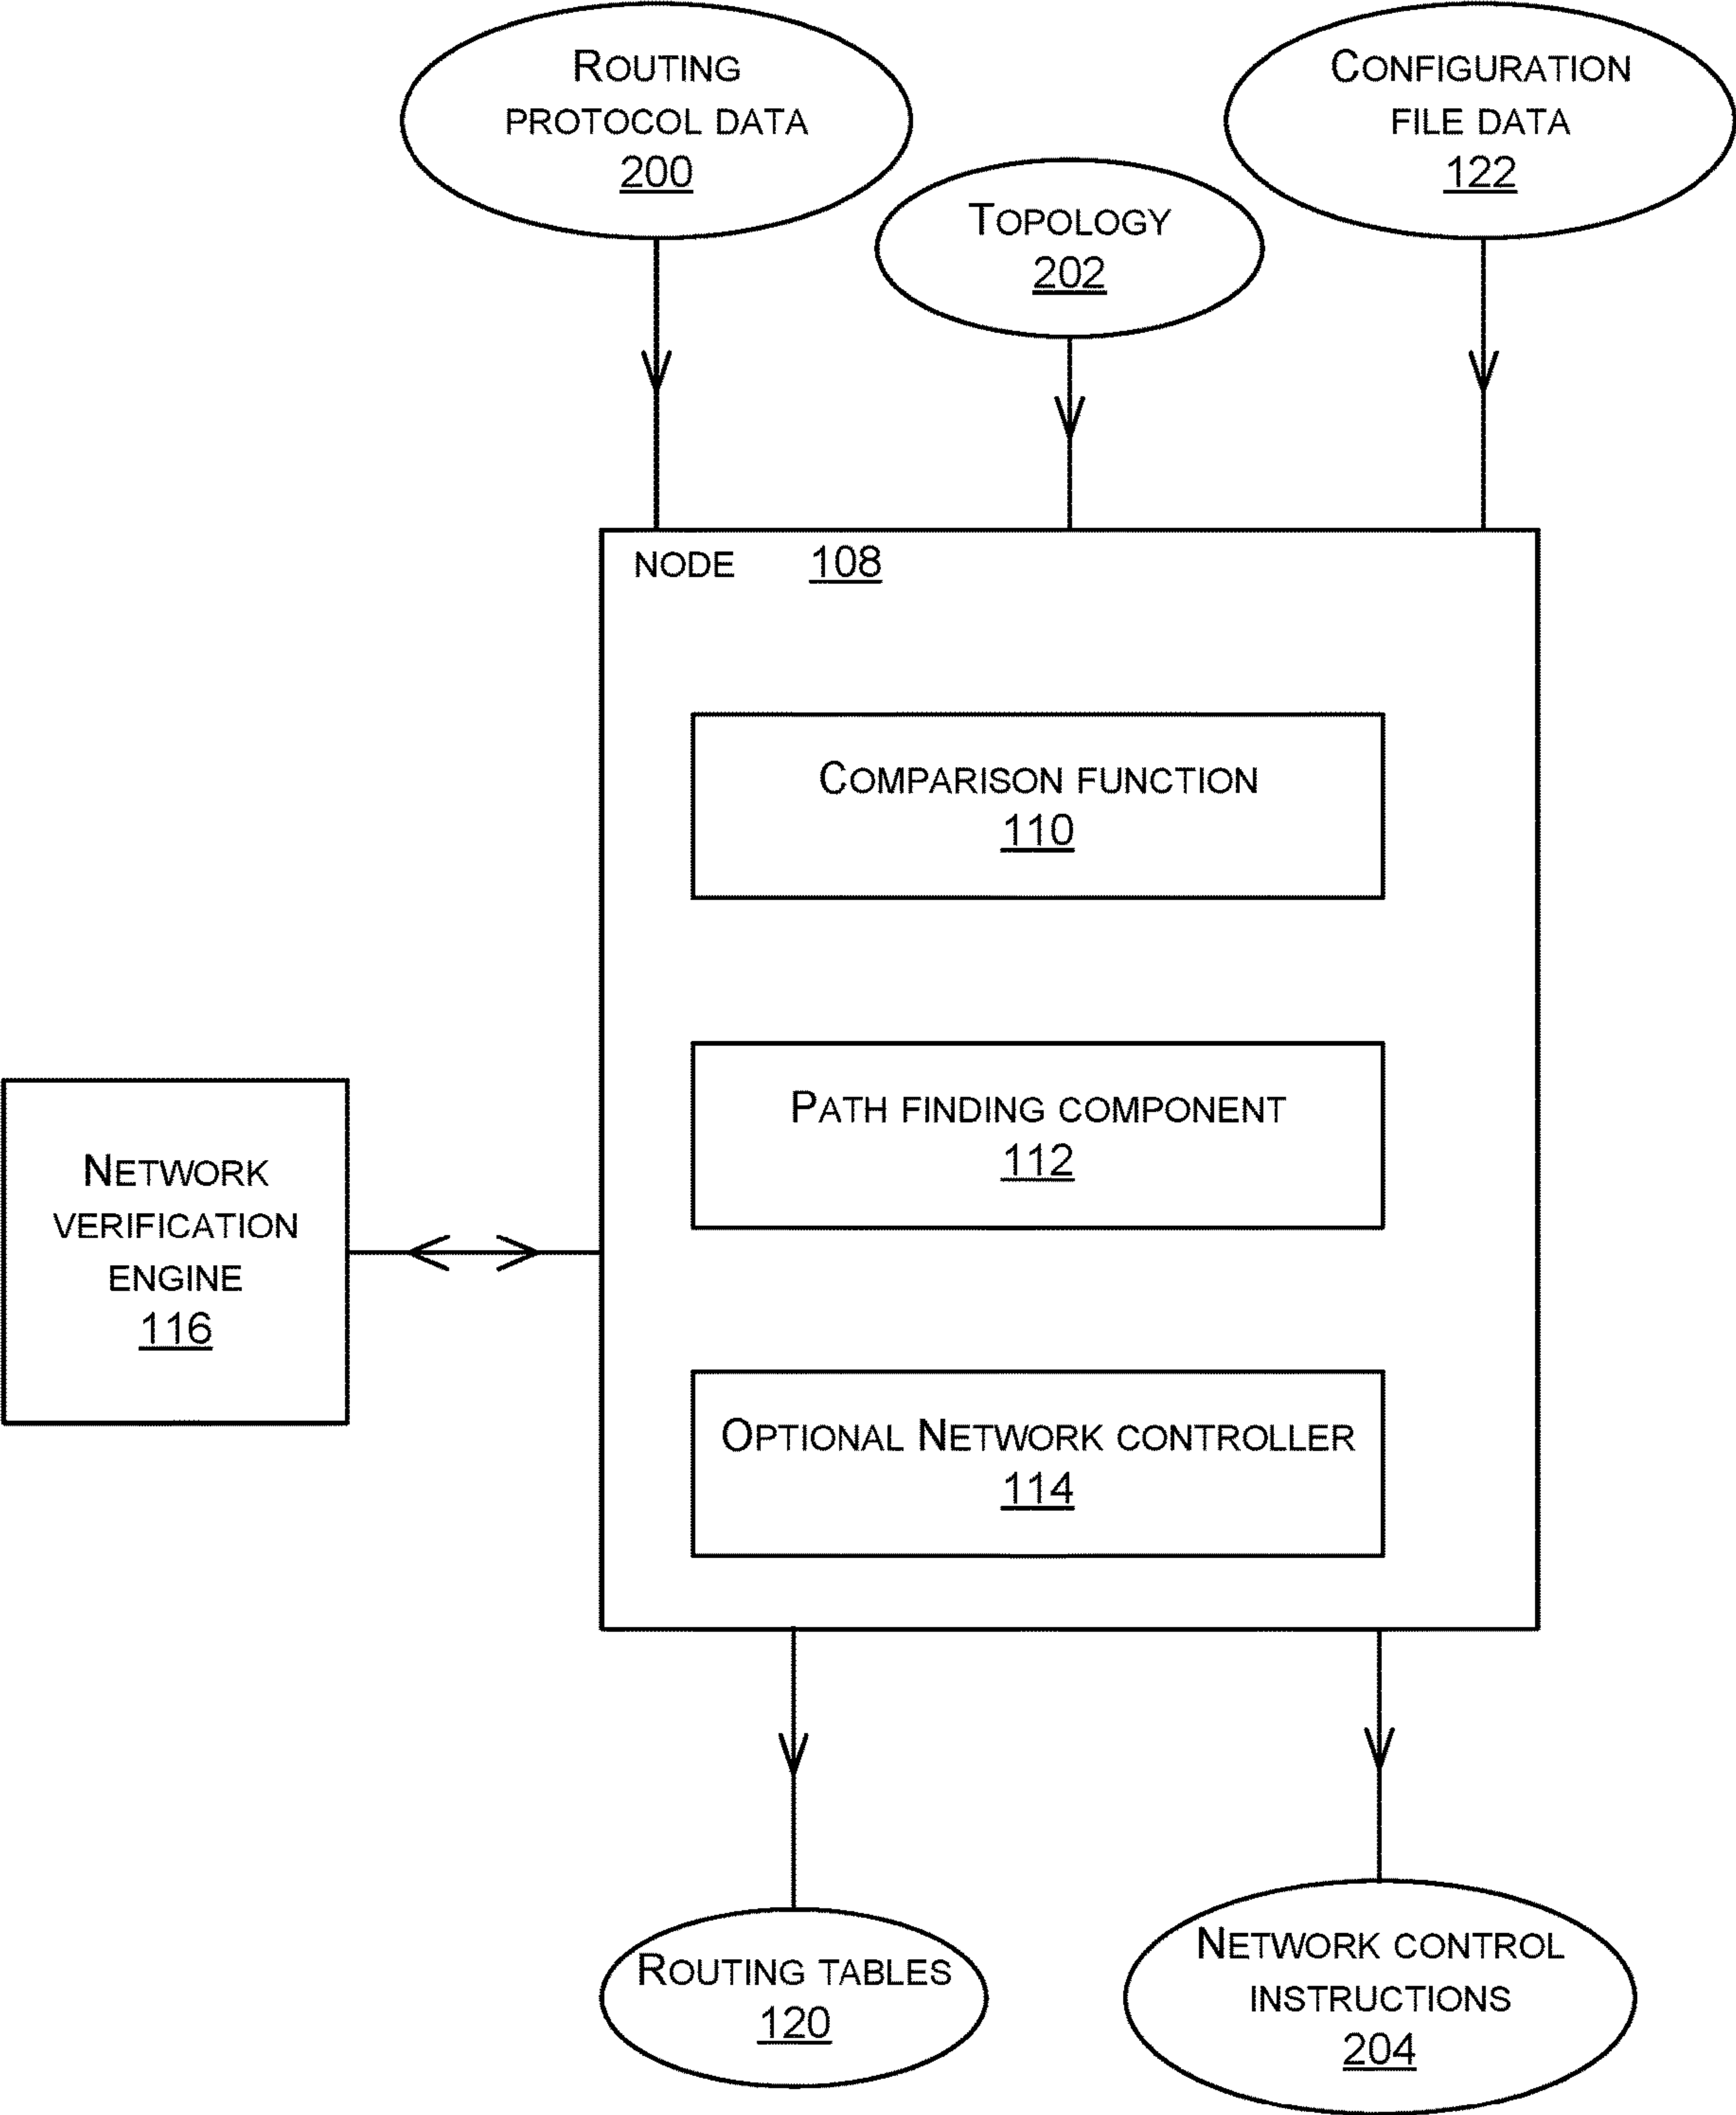 Routing
protocol data
200
Configuration
file data
122
Topology
202
node 108
Comparison function
110
Path finding component
112
Network
verification
engine
116
Optional Network controller
114
Routing tables
120
Network control
instructions
204